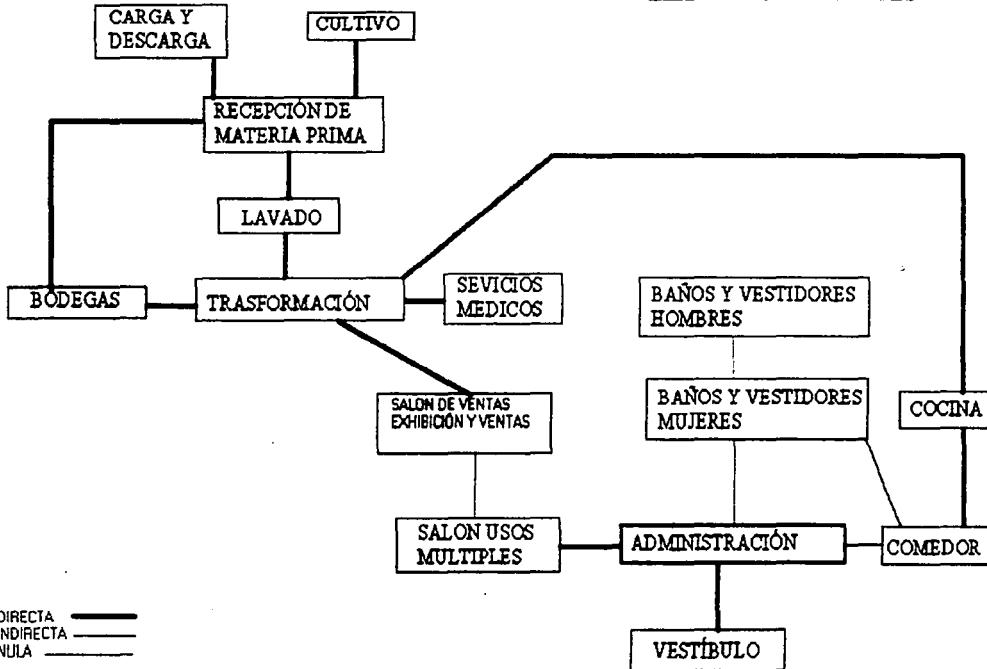 CARGA Y
DESCARGA
CULTIVO
RECEPCIÓN DE
MATERIA PRIMA
LAVADO
BODEGAS
TRASFORMACIÓN
SEVICIOS
MEDICOS
BAÑOS Y VESTIDORES
HOMBRES
SALON DE VENTAS
EXHIBICIÓN Y VENTAS
BAÑOS Y VESTIDORES
MUJERES
COCINA
SALON USOS
MULTIPLES
ADMINISTRACIÓN
COMEDOR
VESTÍBULO
DIRECTA
INDIRECTA
NULA